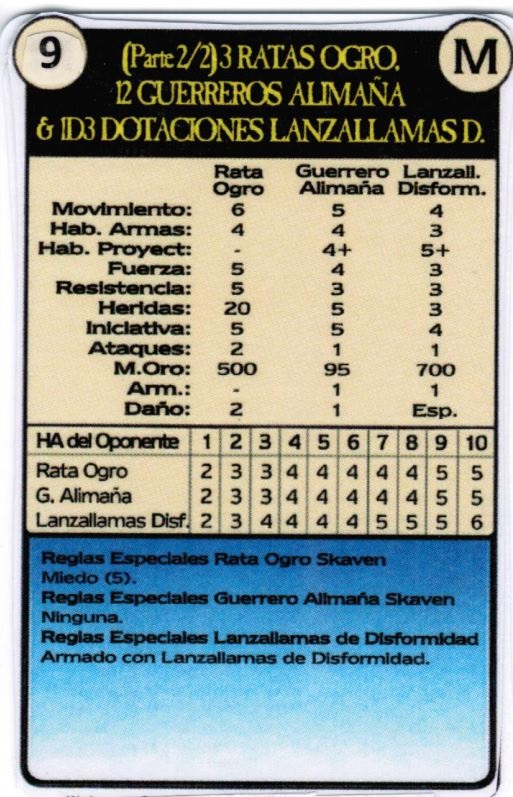 9
M
(Parte 2/2) 3 RATAS OGRO,
12 GUERREROS ALIMAÑA
& 1D3 DOTACIONES LANZALLAMAS D.
Rata Guerrero Lanzall.
Ogro Alimaña Disform.
Movimiento: 6 5 4
Hab. Armas: 4 4 3
Hab. Proyect: - 4+ 5+
Fuerza: 5 4 3
Resistencia: 5 3 3
Heridas: 20 5 3
Iniciativa: 5 5 4
Ataques: 2 1 1
M.Oro: 500 95 700
Arm.: - 1 1
Daño: 2 1 Esp.
HA del Oponente 1 2 3 4 5 6 7 8 9 10
Rata Ogro 2 3 3 4 4 4 4 4 5 5
G. Alimaña 2 3 3 4 4 4 4 4 5 5
Lanzallamas Disf. 2 3 4 4 4 4 5 5 5 6
Reglas Especiales Rata Ogro Skaven
Miedo (5).
Reglas Especiales Guerrero Alimaña Skaven
Ninguna.
Reglas Especiales Lanzallamas de Disformidad
Armado con Lanzallamas de Disformidad.